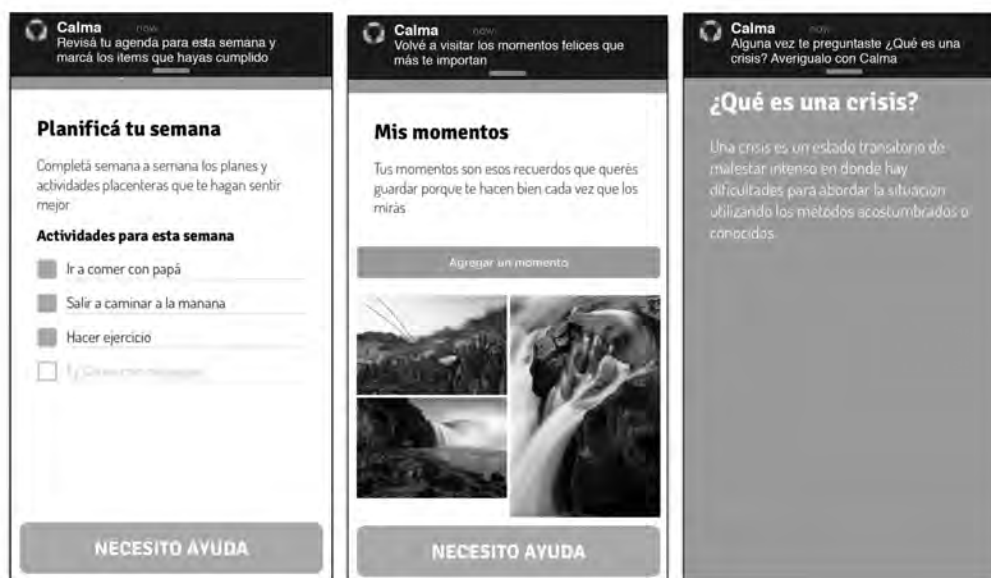 Calma now
Revisá tu agenda para esta semana y
marcá los items que hayas cumplido
Planificá tu semana
Completá semana a semana los planes y
actividades placenteras que te hagan sentir
mejor
Actividades para esta semana
Ir a comer con papá
Salir a caminar a la manana
Hacer ejercicio
NECESITO AYUDA
Calma now
Volvé a visitar los momentos felices que
más te importan
Mis momentos
Tus momentos son esos recuerdos que querés
guardar porque te hacen bien cada vez que los
mirás
Agregar un momento
NECESITO AYUDA
Calma now
Alguna vez te preguntaste ¿Qué es una
crisis? Averigualo con Calma
¿Qué es una crisis?
Una crisis es un estado transitorio de
malestar intenso en donde hay
dificultades para abordar la situación
utilizando los métodos acostumbrados o
conocidos